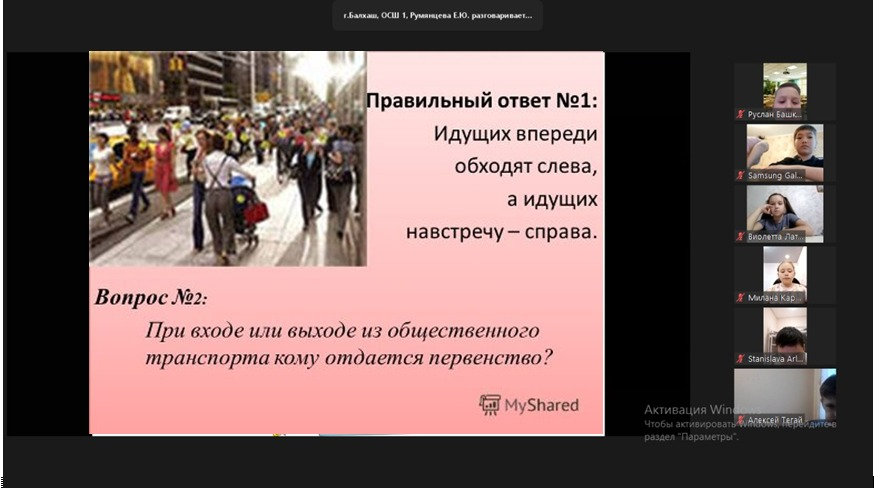 г.Балхаш, ОСШ 1, Румянцева Е.Ю. разговаривает...
Правильный ответ №1:
Идущих впереди
обходят слева,
а идущих
навстречу – справа.
Вопрос №2:
При входе или выходе из общественного
транспорта кому отдается первенство?
MyShared
Руслан Башк...
Samsung Gal...
Виолетта Лат...
Милана Кар...
Stanislava Arl...
Алексей Тегай
Активация Windows
Чтобы активировать Windows, перейдите в
раздел "Параметры".